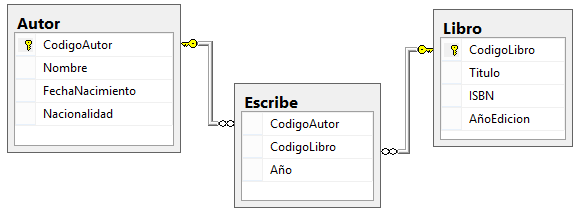 Autor
CodigoAutor
Nombre
FechaNacimiento
Nacionalidad
Escribe
CodigoAutor
CodigoLibro
Año
Libro
CodigoLibro
Titulo
ISBN
AñoEdicion